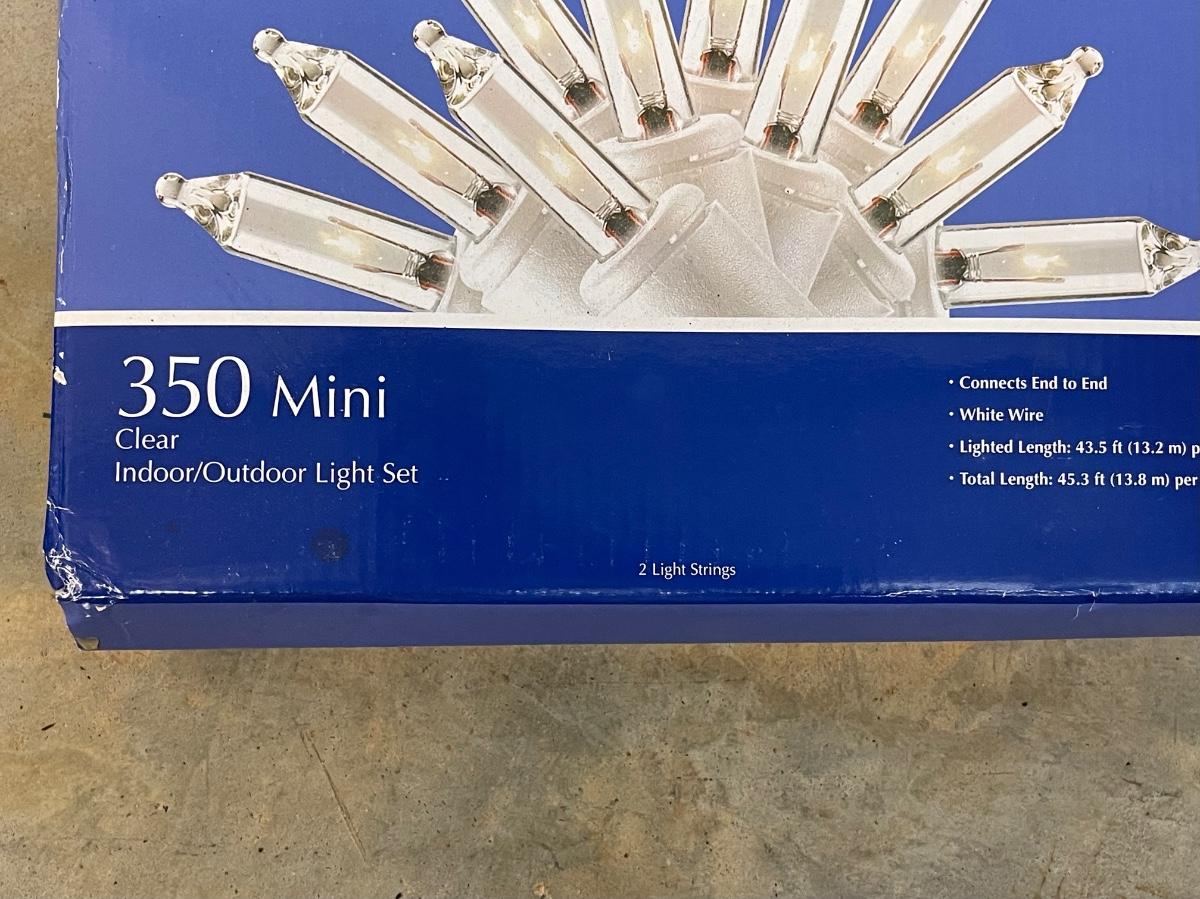 350 Mini
Clear
Indoor/Outdoor Light Set
• Connects End to End
• White Wire
• Lighted Length: 43.5 ft (13.2 m) p
• Total Length: 45.3 ft (13.8 m) per
2 Light Strings